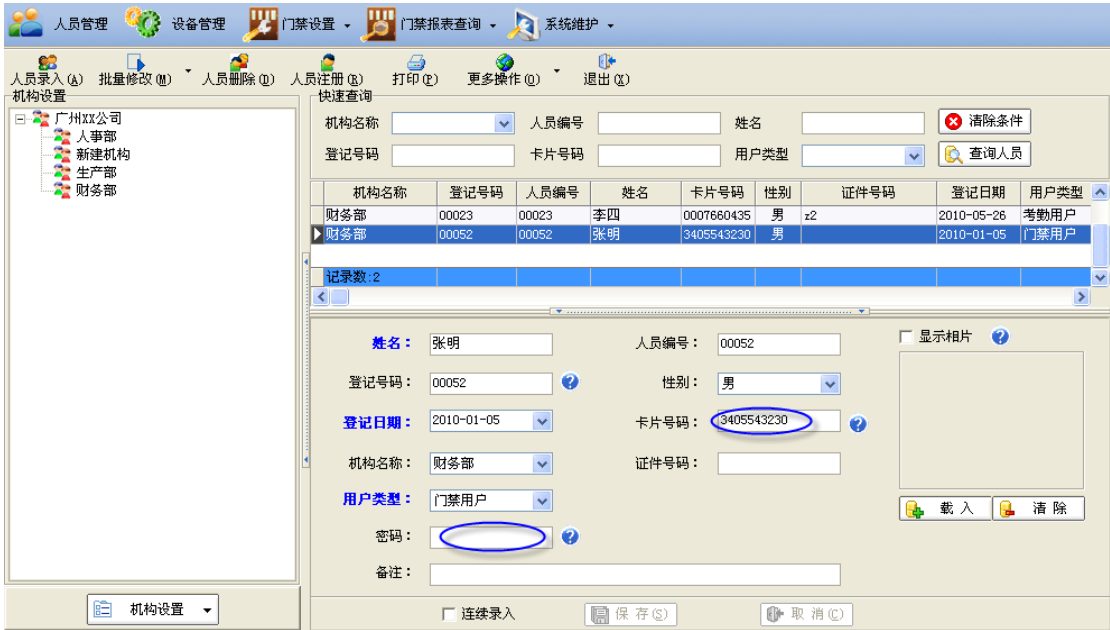 人员管理 设备管理 门禁设置 门禁报表查询 系统维护
人员录入(A) 批量修改(M) 人员删除(D) 人员注册(R) 打印(P) 更多操作(O) 退出(X)
机构设置
广州XX公司
人事部
新建机构
生产部
财务部
机构设置
快速查询
机构名称 人员编号 姓名 清除条件
登记号码 卡片号码 用户类型 查询人员
机构名称 登记号码 人员编号 姓名 卡片号码 性别 证件号码 登记日期 用户类型
财务部 00023 00023 李四 0007660435 男 z2 2010-05-26 考勤用户
财务部 00052 00052 张明 3405543230 男 2010-01-05 门禁用户
记录数:2
姓名： 张明 人员编号： 00052 显示相片
登记号码： 00052 性别： 男
登记日期： 2010-01-05 卡片号码： 3405543230
机构名称： 财务部 证件号码：
用户类型： 门禁用户 载入 清除
密码：
备注：
连续录入 保存(S) 取消(C)